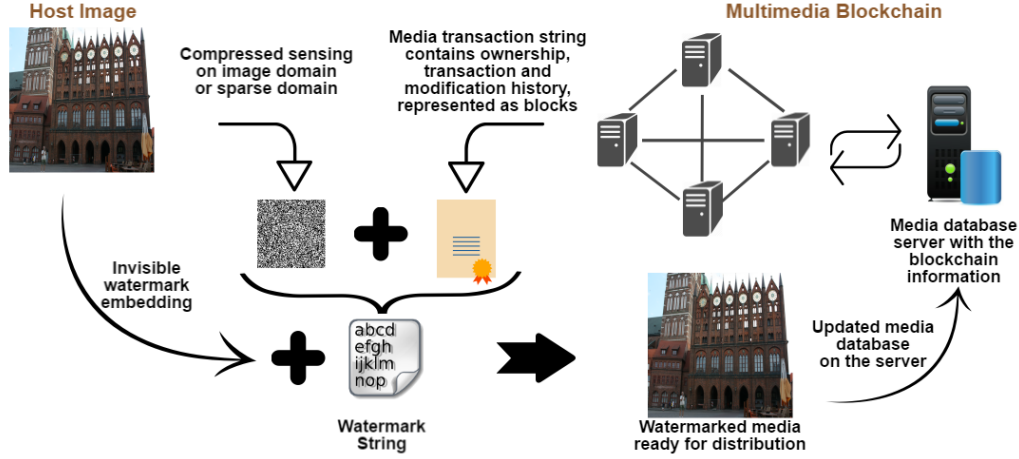 Host Image
Multimedia Blockchain
Compressed sensing
on image domain
or sparse domain
Media transaction string
contains ownership,
transaction and
modification history,
represented as blocks
Invisible
watermark
embedding
abcd
efgh
ijklm
nop
Watermark
String
Media database
server with the
blockchain
information
Updated media
database
on the server
Watermarked media
ready for distribution